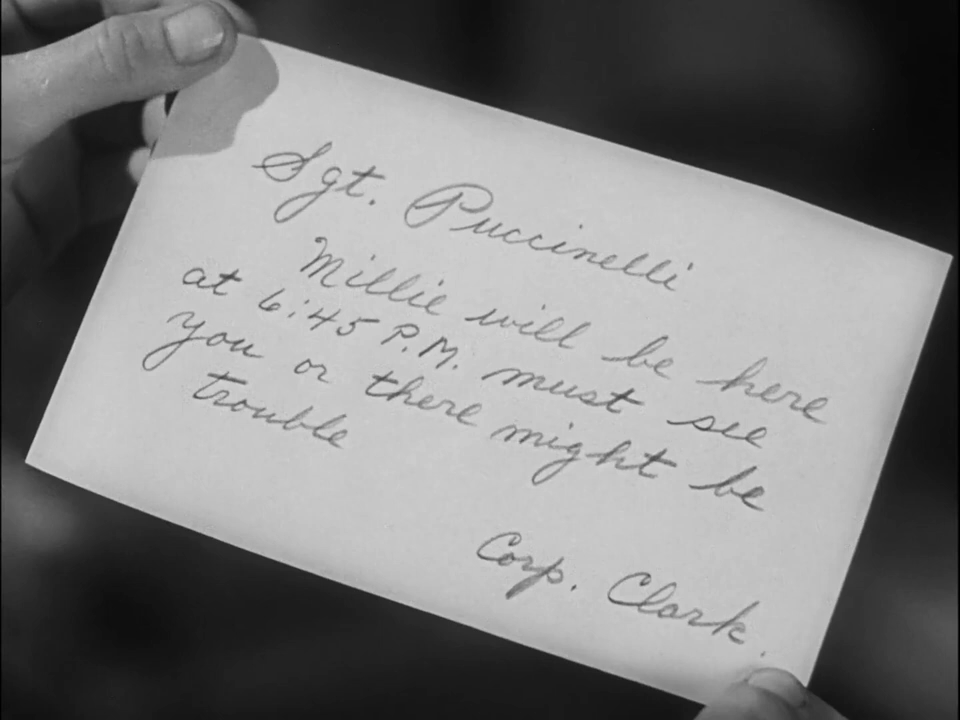 Sgt. Puccinelli
Millie will be here
at 6:45 P.M. must see
you or there might be
trouble
Corp. Clark.